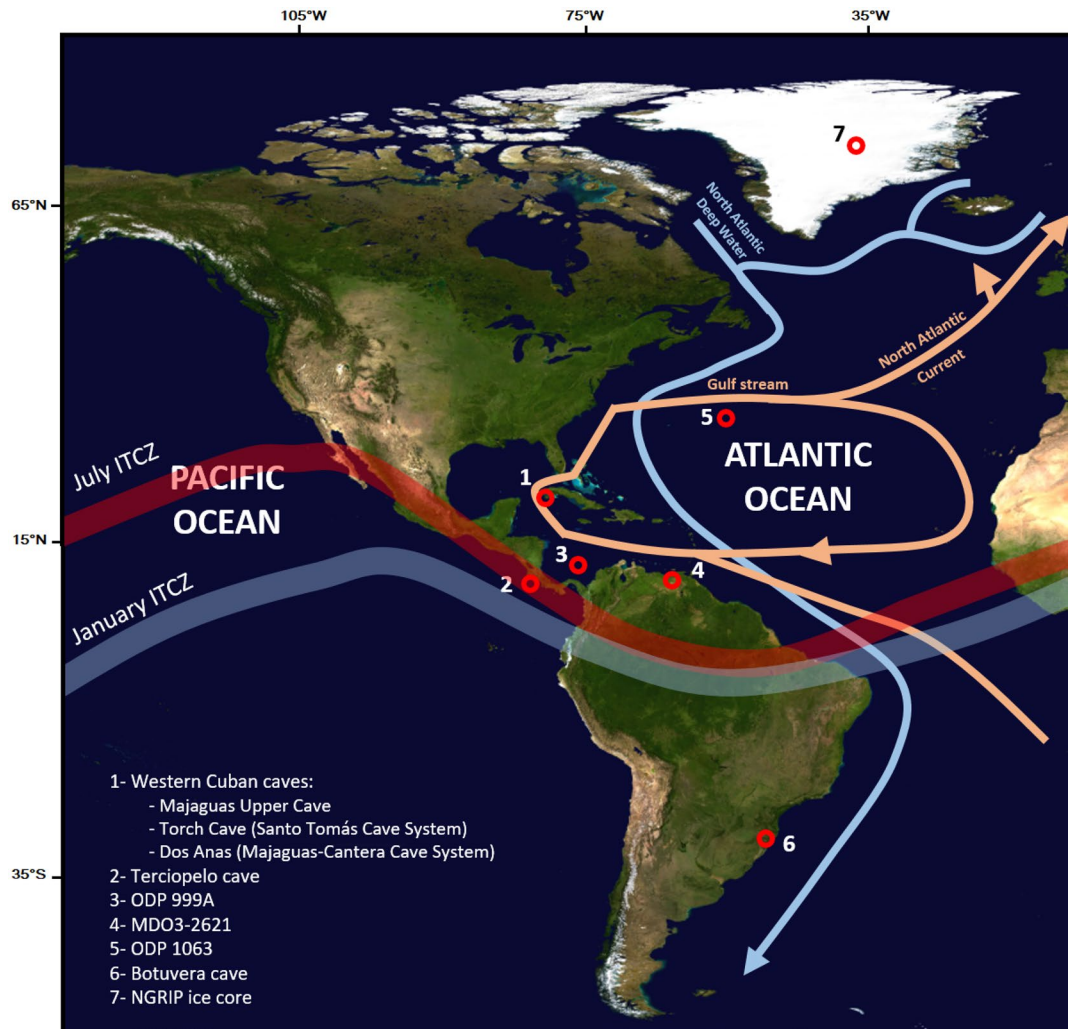 105°W 75°W 35°W
65°N
15°N
35°S
7
North Atlantic
Deep Water
North Atlantic
Current
Gulf stream
5
ATLANTIC
OCEAN
July ITCZ
PACIFIC
OCEAN
1
January ITCZ
3
2
4
6
1- Western Cuban caves:
- Majaguas Upper Cave
- Torch Cave (Santo Tomás Cave System)
- Dos Anas (Majaguas-Cantera Cave System)
2- Terciopelo cave
3- ODP 999A
4- MDO3-2621
5- ODP 1063
6- Botuvera cave
7- NGRIP ice core